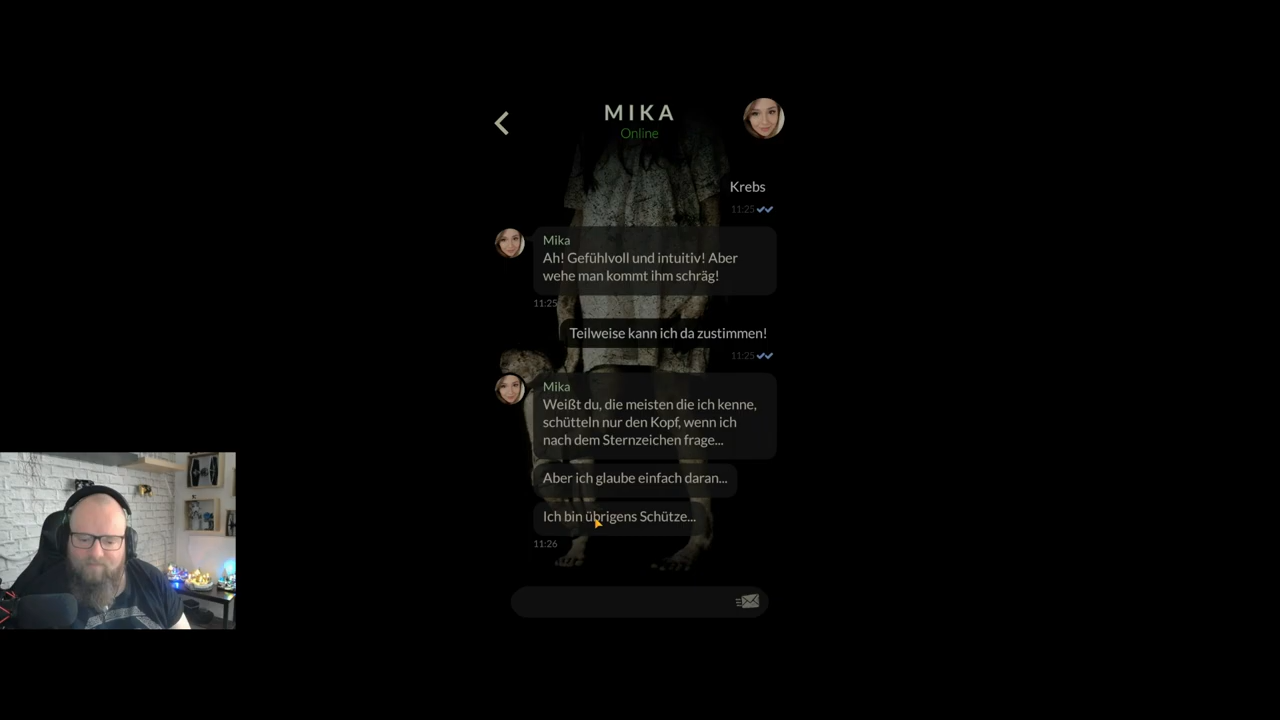 MIKA
Online
Krebs
11:25
Mika
Ah! Gefühlvoll und intuitiv! Aber
wehe man kommt ihm schräg!
11:25
Teilweise kann ich da zustimmen!
11:25
Mika
Weißt du, die meisten die ich kenne,
schütteln nur den Kopf, wenn ich
nach dem Sternzeichen frage...
Aber ich glaube einfach daran...
Ich bin übrigens Schütze...
11:26